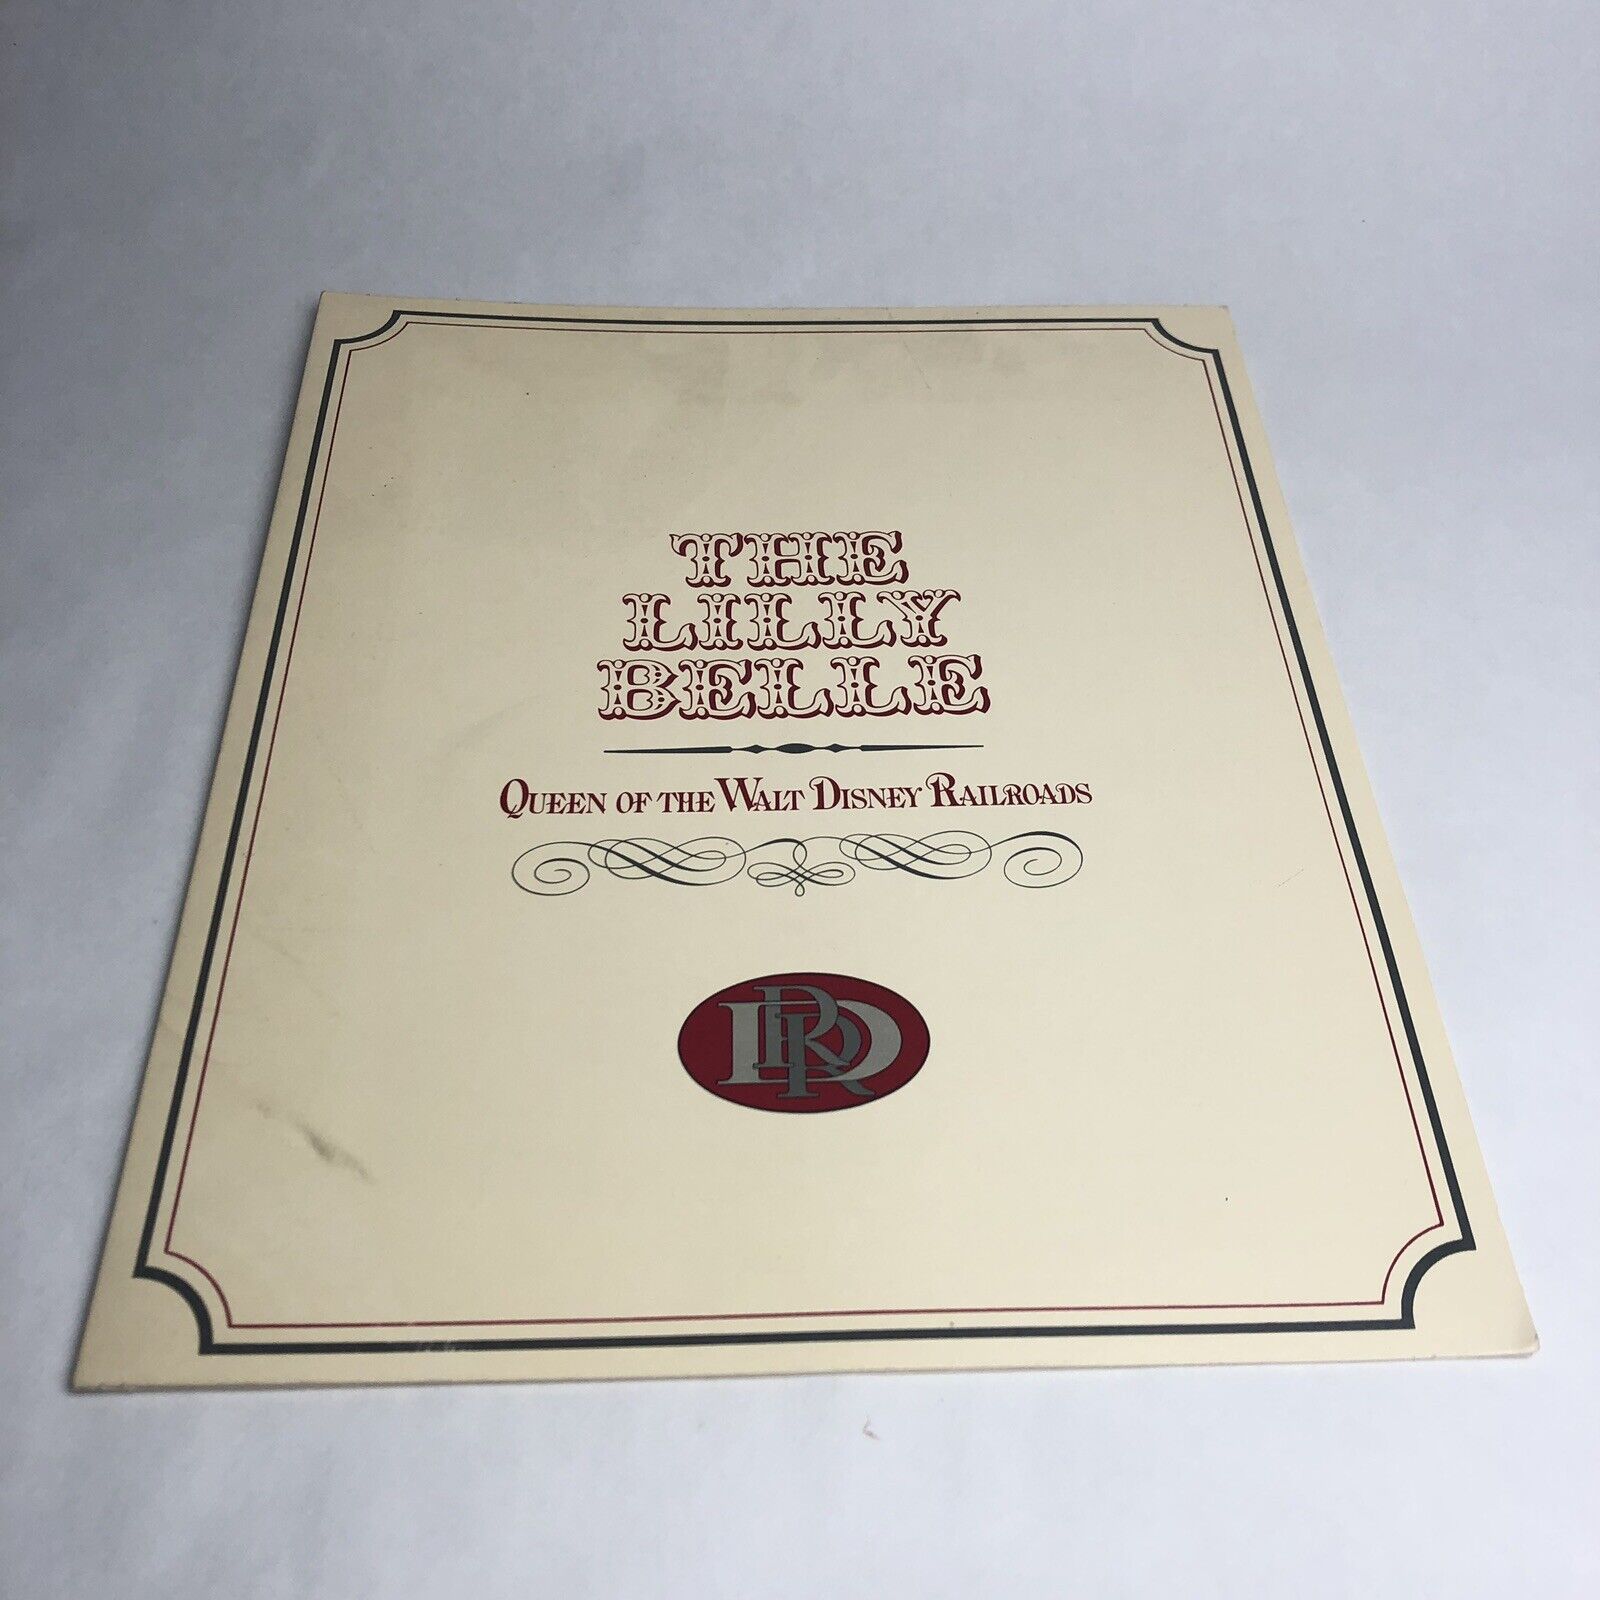 THE
LILLY
BELLE
QUEEN OF THE WALT DISNEY RAILROADS
DRR